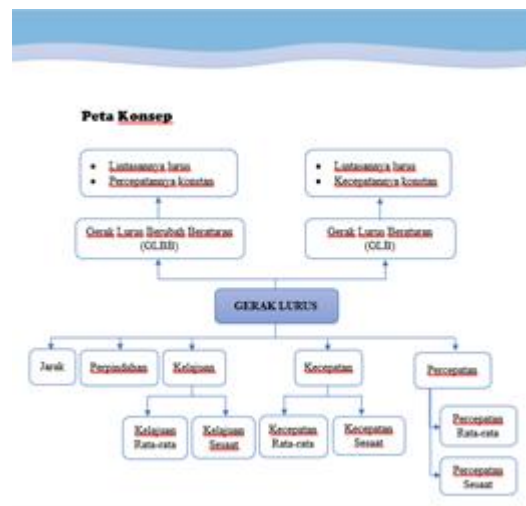 Peta Konsep
Lintasannya lurus
Percepatannya konstan
Lintasannya lurus
Kecepatannya konstan
Gerak Lurus Berubah Beraturan
(GLBB)
Gerak Lurus Beraturan
(GLB)
GERAK LURUS
Jarak
Perpindahan
Kelajuan
Kecepatan
Percepatan
Kelajuan
Rata-rata
Kelajuan
Sesaat
Kecepatan
Rata-rata
Kecepatan
Sesaat
Percepatan
Rata-rata
Percepatan
Sesaat